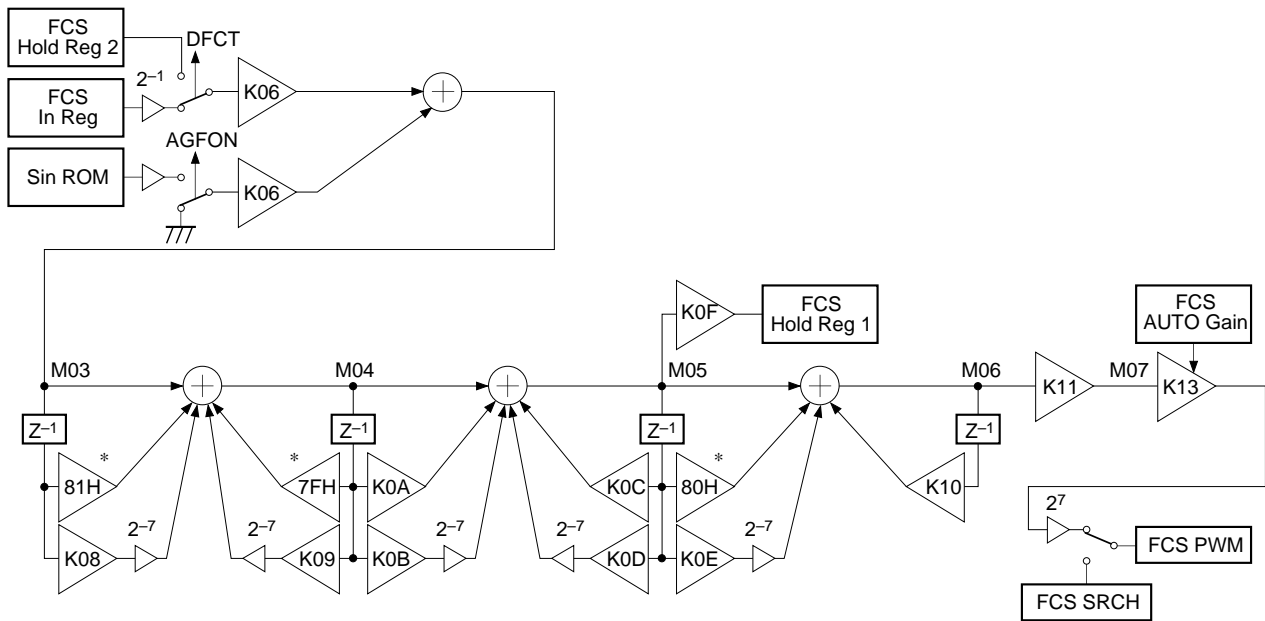 FCS
Hold Reg 2
DFCT
2–1
FCS
In Reg
K06
AGFON
Sin ROM
K06
K0F
FCS
Hold Reg 1
FCS
AUTO Gain
M03
M04
M05
M06
K11
M07
K13
Z–1
Z–1
Z–1
Z–1
81H
*
*
7FH
K0A
K0C
80H
*
K10
K08
2–7
2–7
K09
K0B
2–7
2–7
K0D
K0E
2–7
27
FCS PWM
FCS SRCH